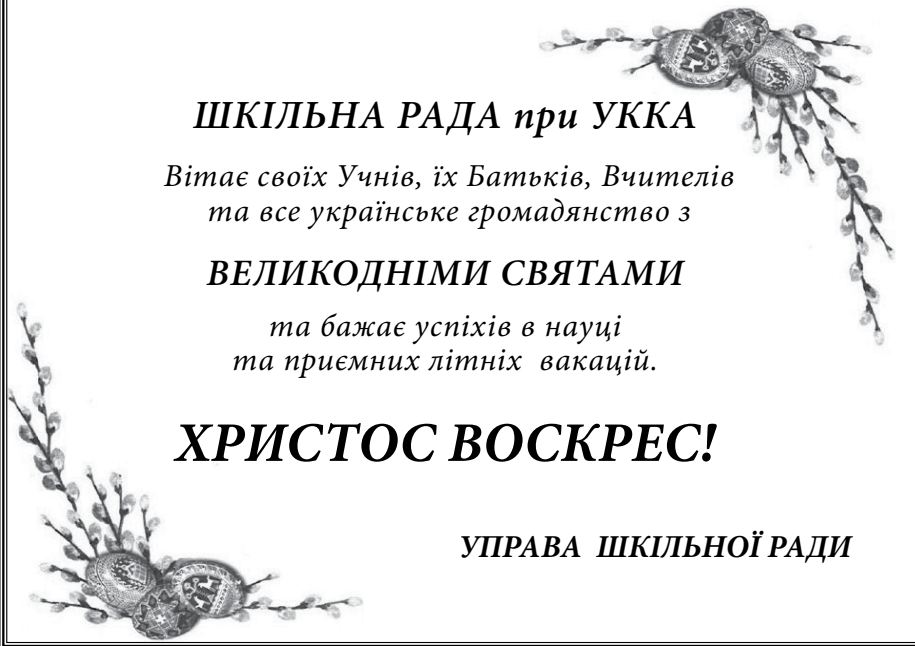 ШКІЛЬНА РАДА при УККА
Вітає своїх Учнів, їх Батьків, Вчителів
та все українське громадянство з
ВЕЛИКОДНІМИ СВЯТАМИ
та бажає успіхів в науці
та приємних літніх вакацій.
ХРИСТОС ВОСКРЕС!
УПРАВА ШКІЛЬНОЇ РАДИ